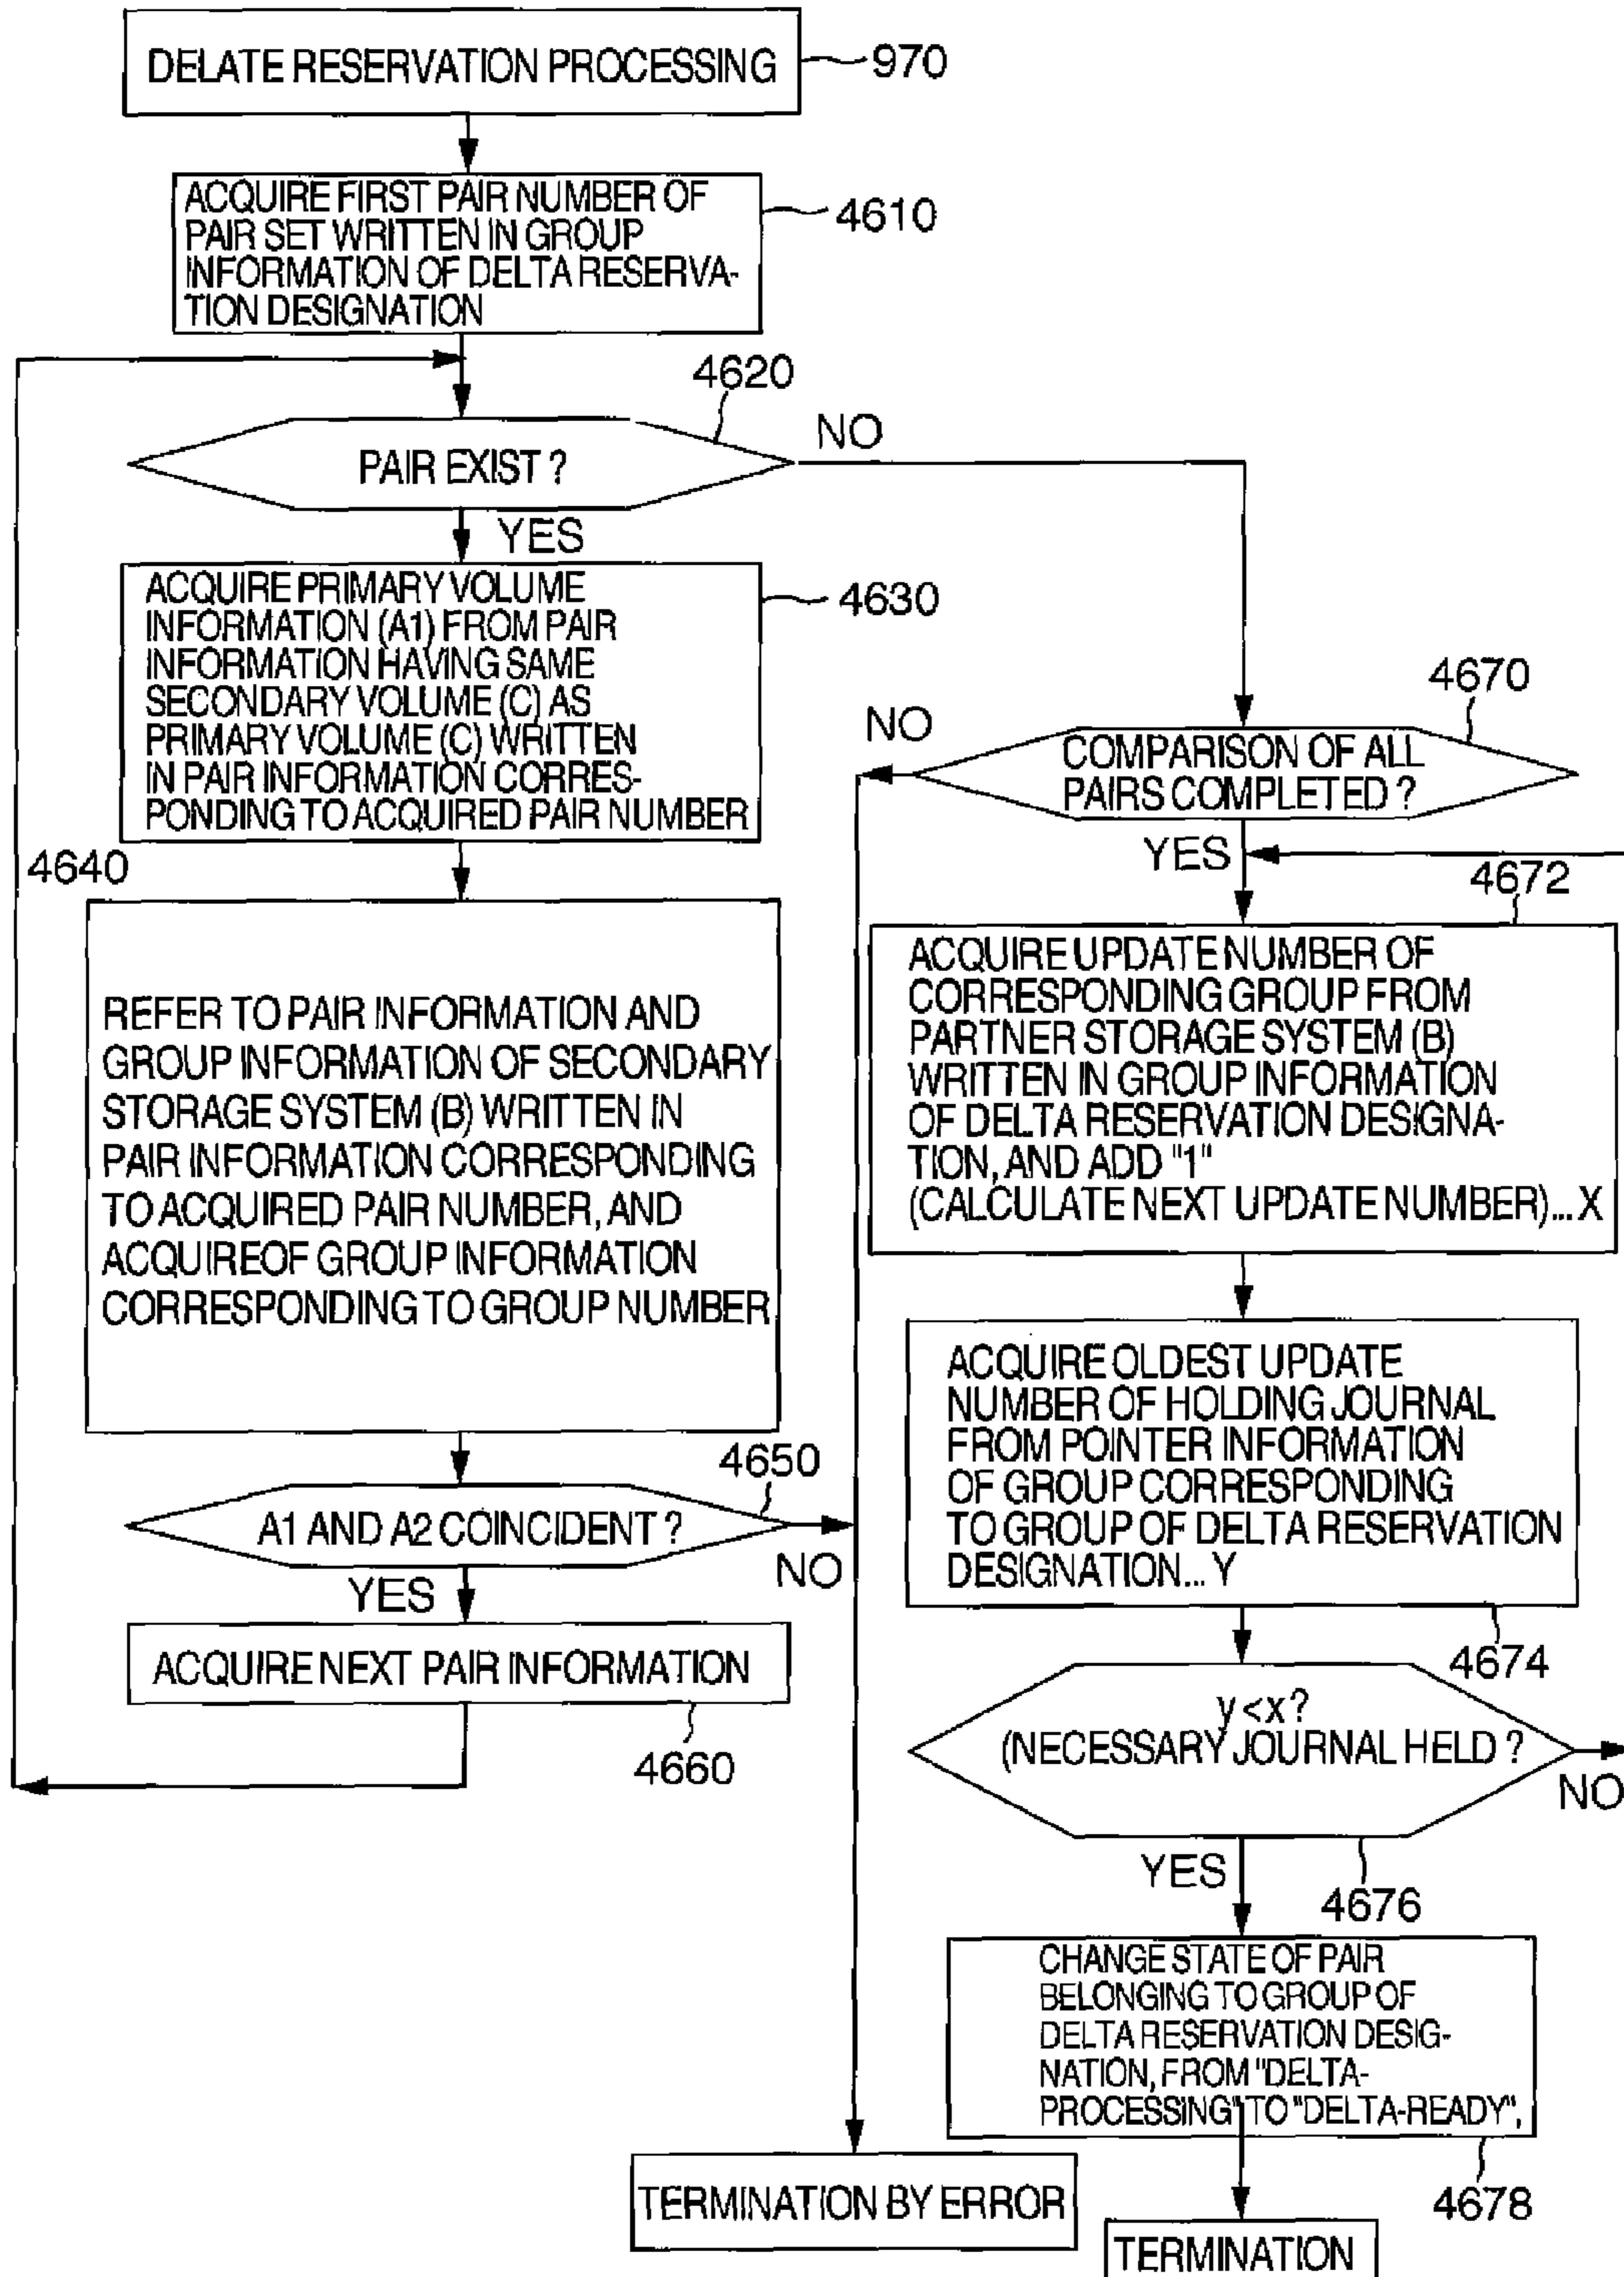 DELATE RESERVATION PROCESSING
970
ACQUIRE FIRST PAIR NUMBER OF
PAIR SET WRITTEN IN GROUP
INFORMATION OF DELTA RESERVA-
TION DESIGNATION
4610
4620
PAIR EXIST ?
NO
YES
ACQUIRE PRIMARY VOLUME
INFORMATION (A1) FROM PAIR
INFORMATION HAVING SAME
SECONDARY VOLUME (C) AS
PRIMARY VOLUME (C) WRITTEN
IN PAIR INFORMATION CORRES-
PONDING TO ACQUIRED PAIR NUMBER
4630
4640
REFER TO PAIR INFORMATION AND
GROUP INFORMATION OF SECONDARY
STORAGE SYSTEM (B) WRITTEN IN
PAIR INFORMATION CORRESPONDING
TO ACQUIRED PAIR NUMBER, AND
ACQUIREOF GROUP INFORMATION
CORRESPONDING TO GROUP NUMBER
4650
A1 AND A2 COINCIDENT ?
NO
YES
ACQUIRE NEXT PAIR INFORMATION
4660
4670
NO
COMPARISON OF ALL
PAIRS COMPLETED ?
YES
4672
ACQUIRE UPDATE NUMBER OF
CORRESPONDING GROUP FROM
PARTNER STORAGE SYSTEM (B)
WRITTEN IN GROUP INFORMATION
OF DELTA RESERVATION DESIGNA-
TION, AND ADD "1"
(CALCULATE NEXT UPDATE NUMBER)... X
ACQUIRE OLDEST UPDATE
NUMBER OF HOLDING JOURNAL
FROM POINTER INFORMATION
OF GROUP CORRESPONDING
TO GROUP OF DELTA RESERVATION
DESIGNATION... Y
4674
y<x?
(NECESSARY JOURNAL HELD ?
NO
YES
4676
CHANGE STATE OF PAIR
BELONGING TO GROUP OF
DELTA RESERVATION DESIG-
NATION, FROM "DELTA-
PROCESSING" TO "DELTA-READY",
4678
TERMINATION BY ERROR
TERMINATION